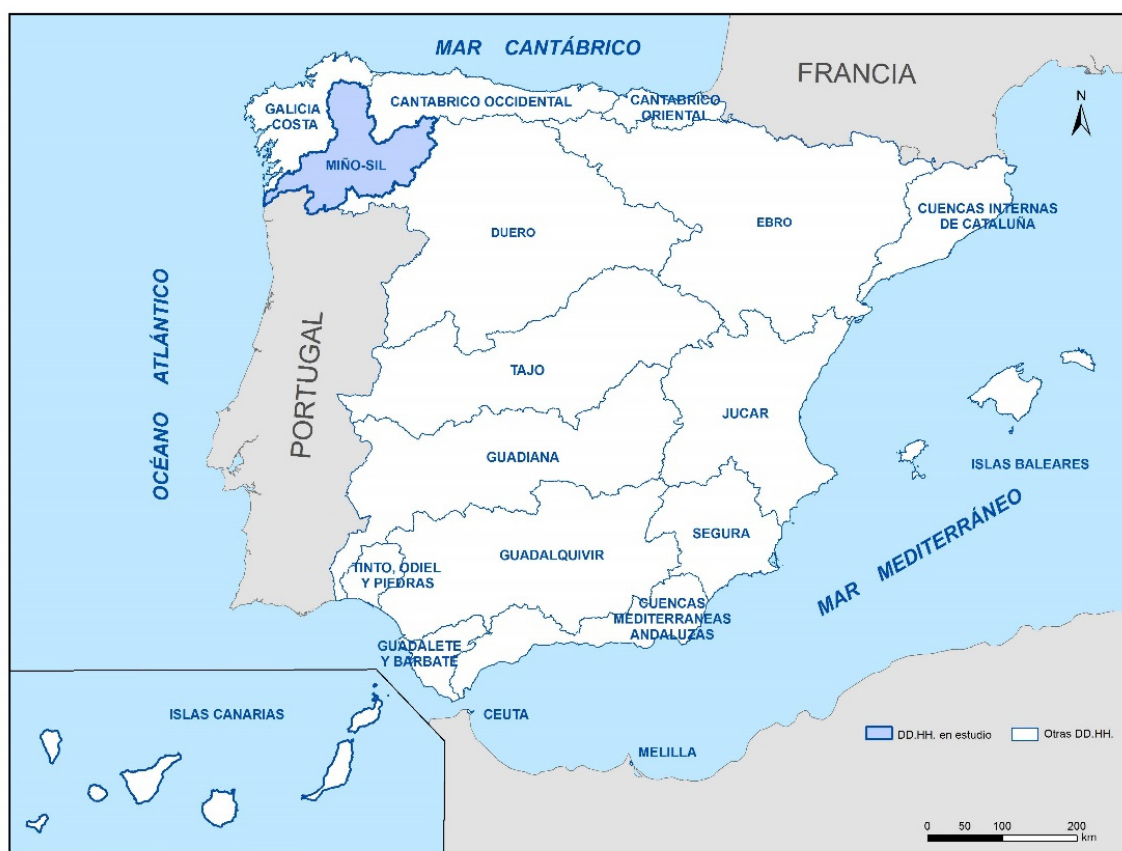 MAR CANTÁBRICO
FRANCIA
N
GALICIA
COSTA
CANTABRICO OCCIDENTAL
CANTABRICO
ORIENTAL
MIÑO-SIL
CUENCAS INTERNAS
DE CATALUÑA
DUERO
EBRO
OCÉANO ATLÁNTICO
PORTUGAL
TAJO
JUCAR
GUADIANA
ISLAS BALEARES
MAR MEDITERRÁNEO
SEGURA
GUADALQUIVIR
TINTO, ODIEL
Y PIEDRAS
CUENCAS
MEDITERRANEAS
ANDALUZAS
GUADALETE
Y BARBATE
ISLAS CANARIAS
CEUTA
MELILLA
DD.HH. en estudio
Otras DD.HH.
0 50 100 200
km